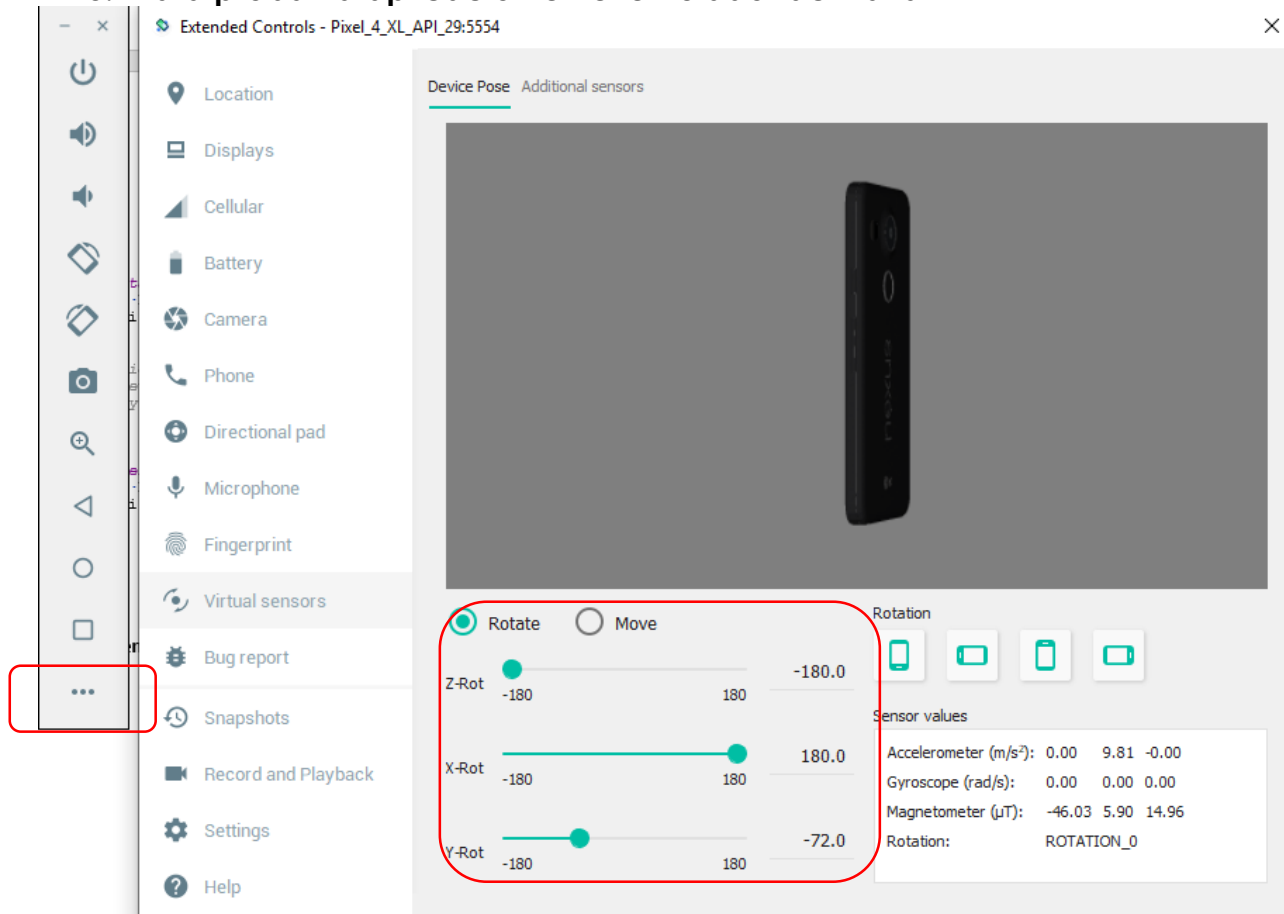 Extended Controls - Pixel_4_XL_API_29:5554
Location
Displays
Cellular
Battery
Camera
Phone
Directional pad
Microphone
Fingerprint
Virtual sensors
Bug report
Snapshots
Record and Playback
Settings
Help
Device Pose Additional sensors
nexus
Rotate Move
Z-Rot -180 180 -180.0
X-Rot -180 180 180.0
Y-Rot -180 180 -72.0
Rotation
Sensor values
Accelerometer (m/s²): 0.00 9.81 -0.00
Gyroscope (rad/s): 0.00 0.00 0.00
Magnetometer (µT): -46.03 5.90 14.96
Rotation: ROTATION_0